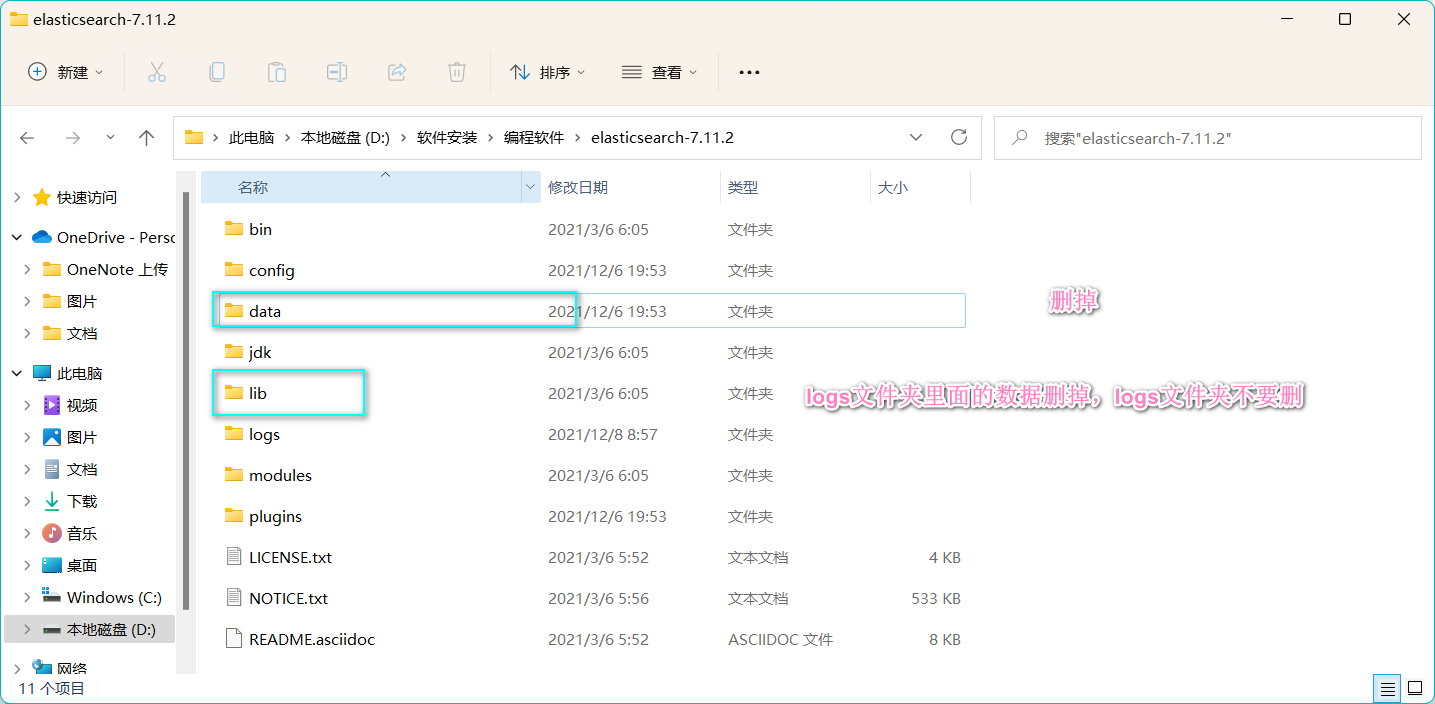 elasticsearch-7.11.2
新建
排序
查看
此电脑 本地磁盘 (D:) 软件安装 编程软件 elasticsearch-7.11.2
搜索"elasticsearch-7.11.2"
快速访问
OneDrive - Perso
OneNote 上传
图片
文档
此电脑
视频
图片
文档
下载
音乐
桌面
Windows (C:)
本地磁盘 (D:)
网络
名称 修改日期 类型 大小
bin 2021/3/6 6:05 文件夹
config 2021/12/6 19:53 文件夹
data 2021/12/6 19:53 文件夹
删掉
jdk 2021/3/6 6:05 文件夹
lib 2021/3/6 6:05 文件夹
logs文件夹里面的数据删掉，logs文件夹不要删
logs 2021/12/8 8:57 文件夹
modules 2021/3/6 6:05 文件夹
plugins 2021/12/6 19:53 文件夹
LICENSE.txt 2021/3/6 5:52 文本文档 4 KB
NOTICE.txt 2021/3/6 5:56 文本文档 533 KB
README.asciidoc 2021/3/6 5:52 ASCIIDOC 文件 8 KB
11 个项目